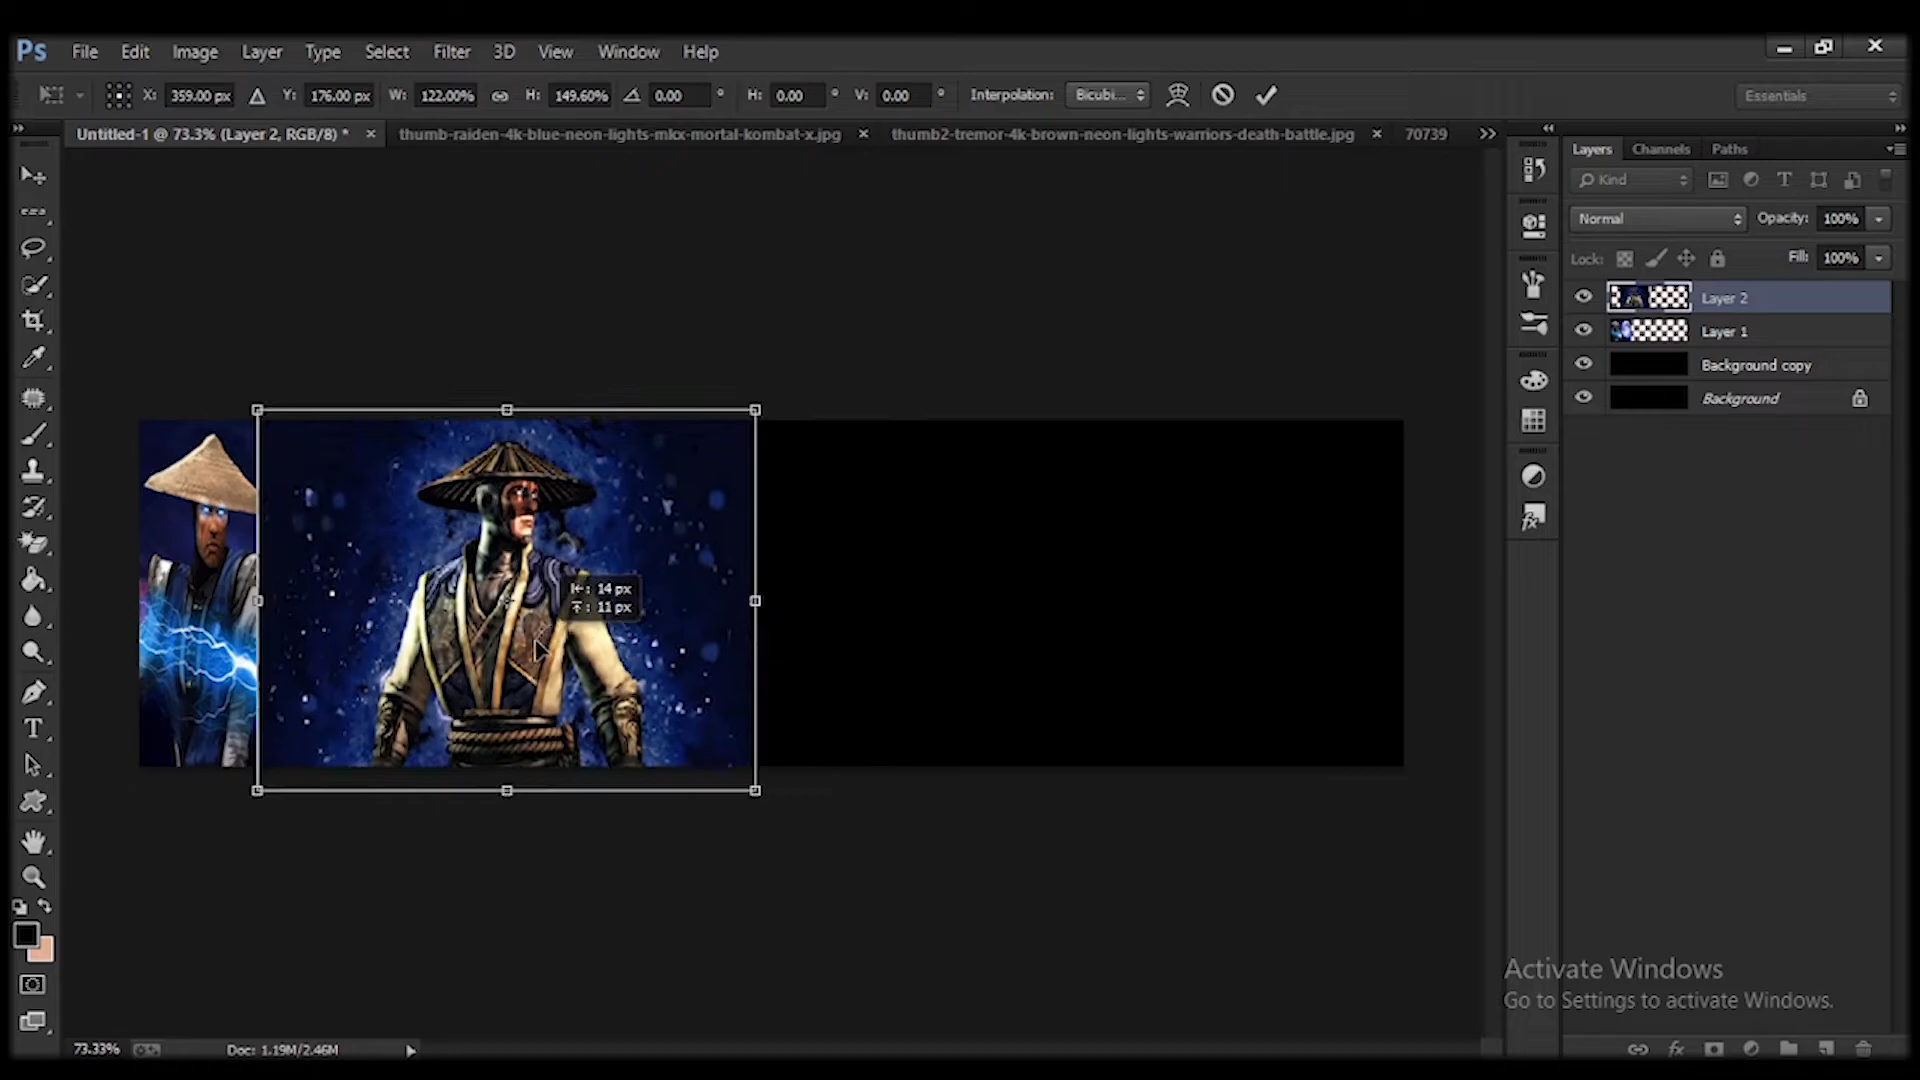 Ps File Edit Image Layer Type Select Filter 3D View Window Help
X: 359.00 px Y: 176.00 px W: 122.00% H: 149.60% 0.00 ° H: 0.00 ° V: 0.00 ° Interpolation: Bicubi... Essentials
Untitled-1 @ 73.3% (Layer 2, RGB/8) * × thumb-raiden-4k-blue-neon-lights-mkx-mortal-kombat-x.jpg × thumb2-tremor-4k-brown-neon-lights-warriors-death-battle.jpg × 70739
Layers Channels Paths
Kind
Normal Opacity: 100%
Lock: Fill: 100%
Layer 2
Layer 1
Background copy
Background
14 px
11 px
Activate Windows
Go to Settings to activate Windows.
73.33% Doc: 1.19M/2.46M